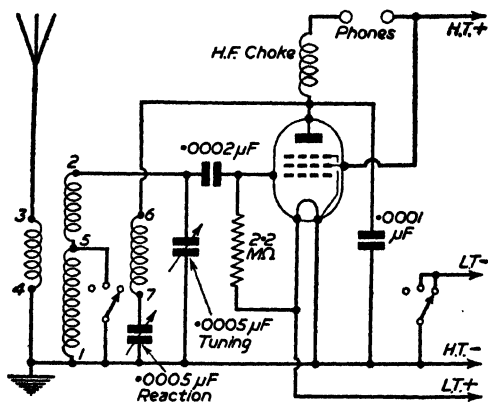 Phones
H.T.+
H.F. Choke
·0002µF
2
3
6
5
2·2
MΩ
·0001
µF
4
7
LT-
·0005µF
Tuning
1
H.T.-
·0005µF
Reaction
LT+